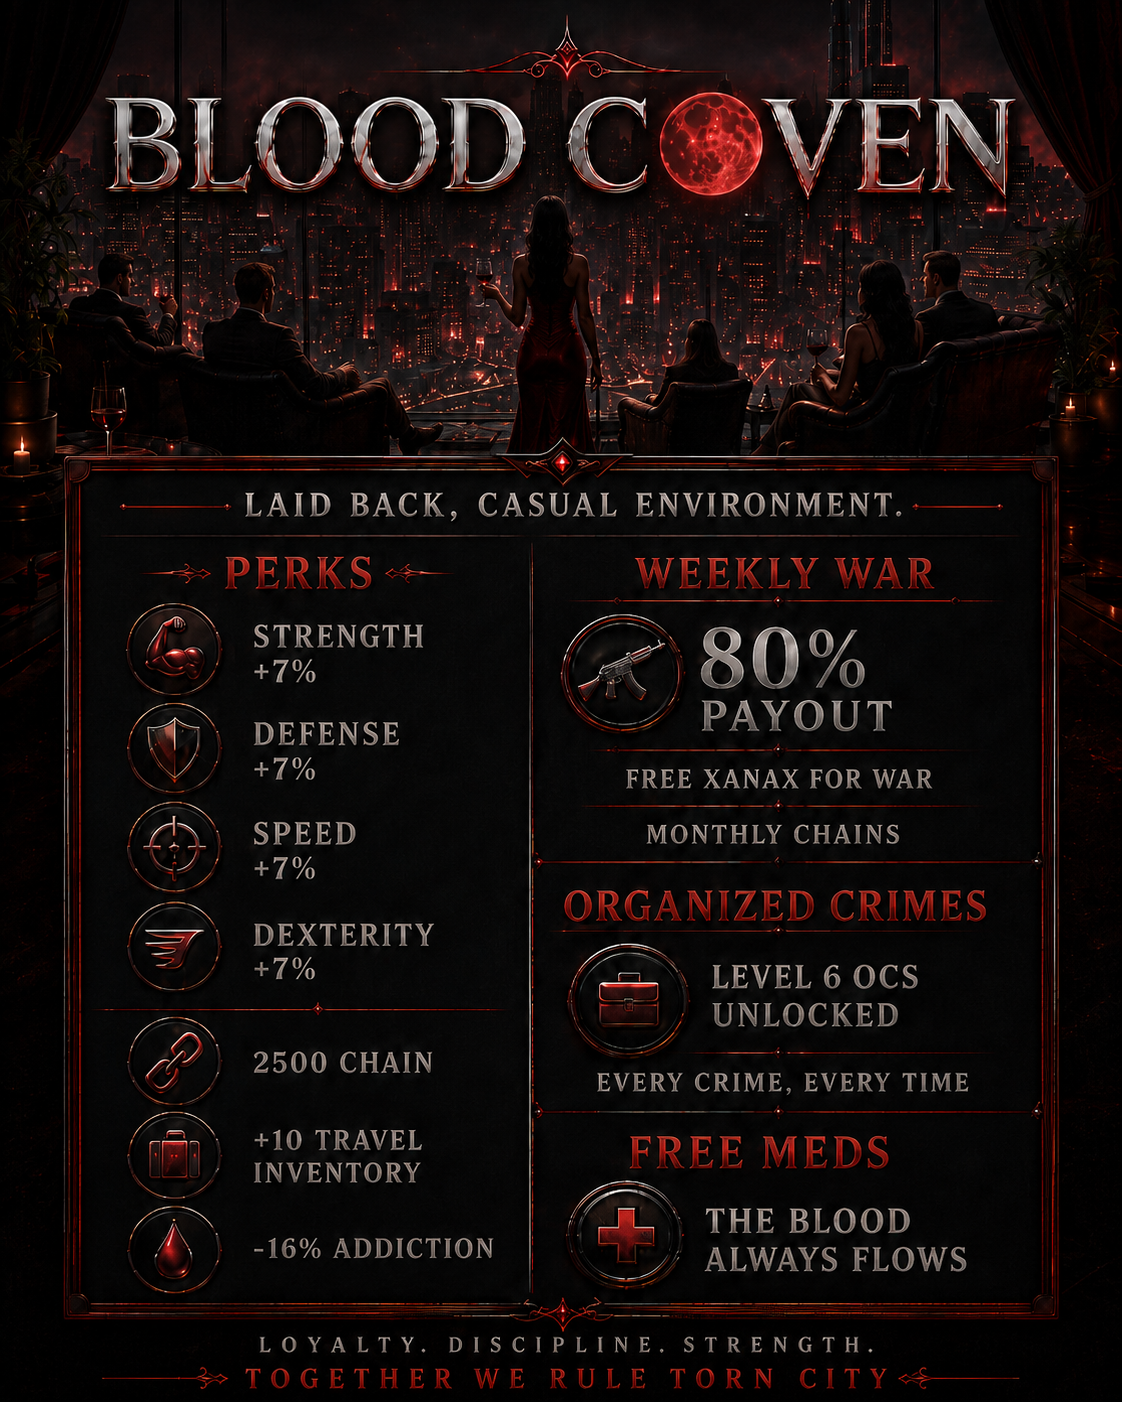 BLOOD COVEN
LAID BACK, CASUAL ENVIRONMENT.
PERKS
STRENGTH
+7%
DEFENSE
+7%
SPEED
+7%
DEXTERITY
+7%
2500 CHAIN
+10 TRAVEL
INVENTORY
-16% ADDICTION
WEEKLY WAR
80%
PAYOUT
FREE XANAX FOR WAR
MONTHLY CHAINS
ORGANIZED CRIMES
LEVEL 6 OCS
UNLOCKED
EVERY CRIME, EVERY TIME
FREE MEDS
THE BLOOD
ALWAYS FLOWS
LOYALTY. DISCIPLINE. STRENGTH.
TOGETHER WE RULE TORN CITY